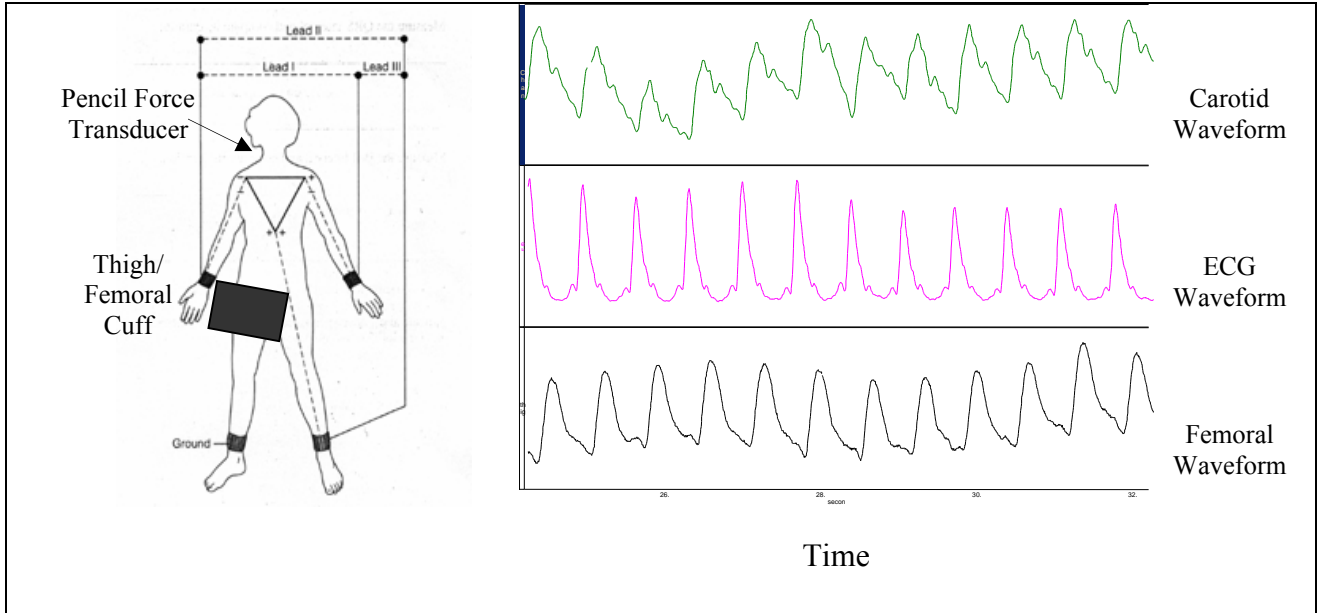 Lead II
Lead I
Lead III
Pencil Force
Transducer
Thigh/
Femoral
Cuff
Ground
Carotid
Waveform
ECG
Waveform
Femoral
Waveform
26.
28.
30.
32.
secon
Time